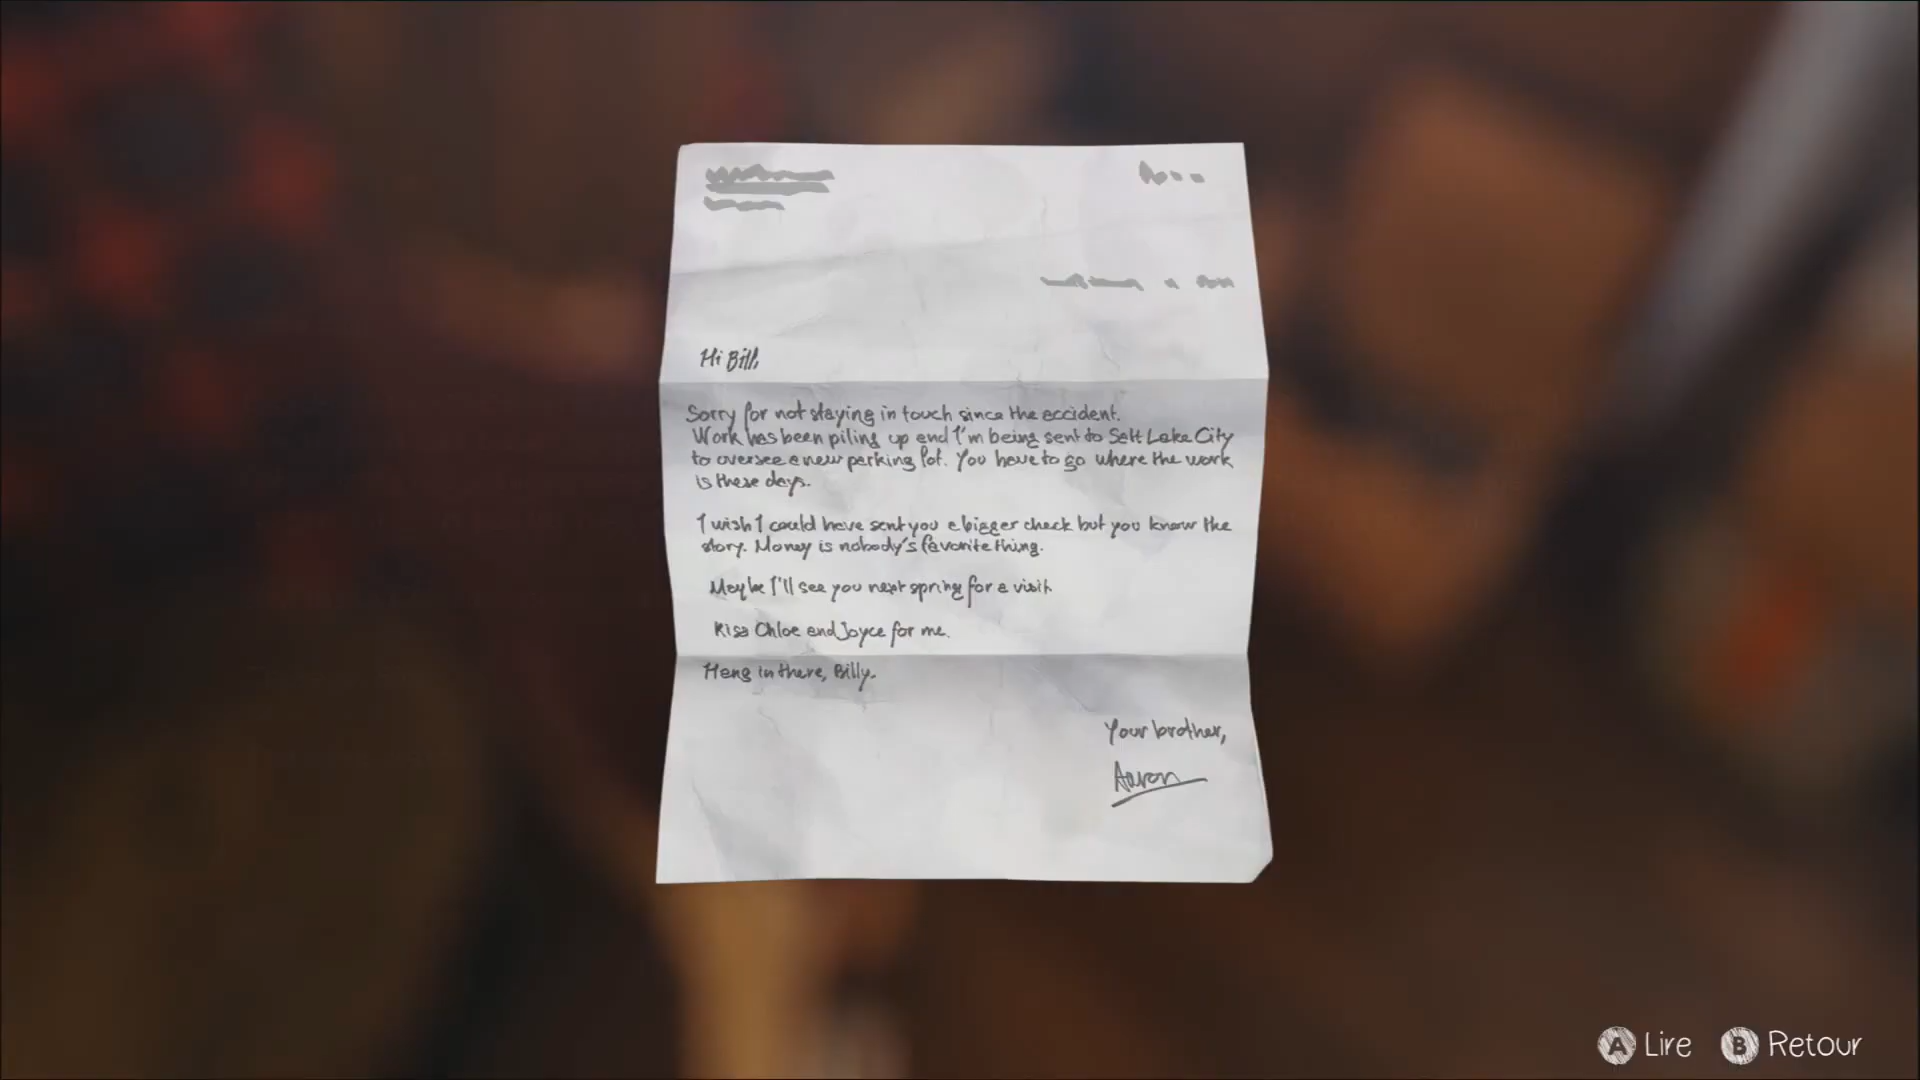 Hi Bill,
Sorry for not staying in touch since the accident.
Work has been piling up and I'm being sent to Salt Lake City
to oversee a new parking lot. You have to go where the work
is these days.
I wish I could have sent you a bigger check but you know the
story. Money is nobody's favorite thing.
Maybe I'll see you next spring for a visit.
Kiss Chloe and Joyce for me.
Hang in there, Billy.
Your brother,
Aaron
A Lire B Retour